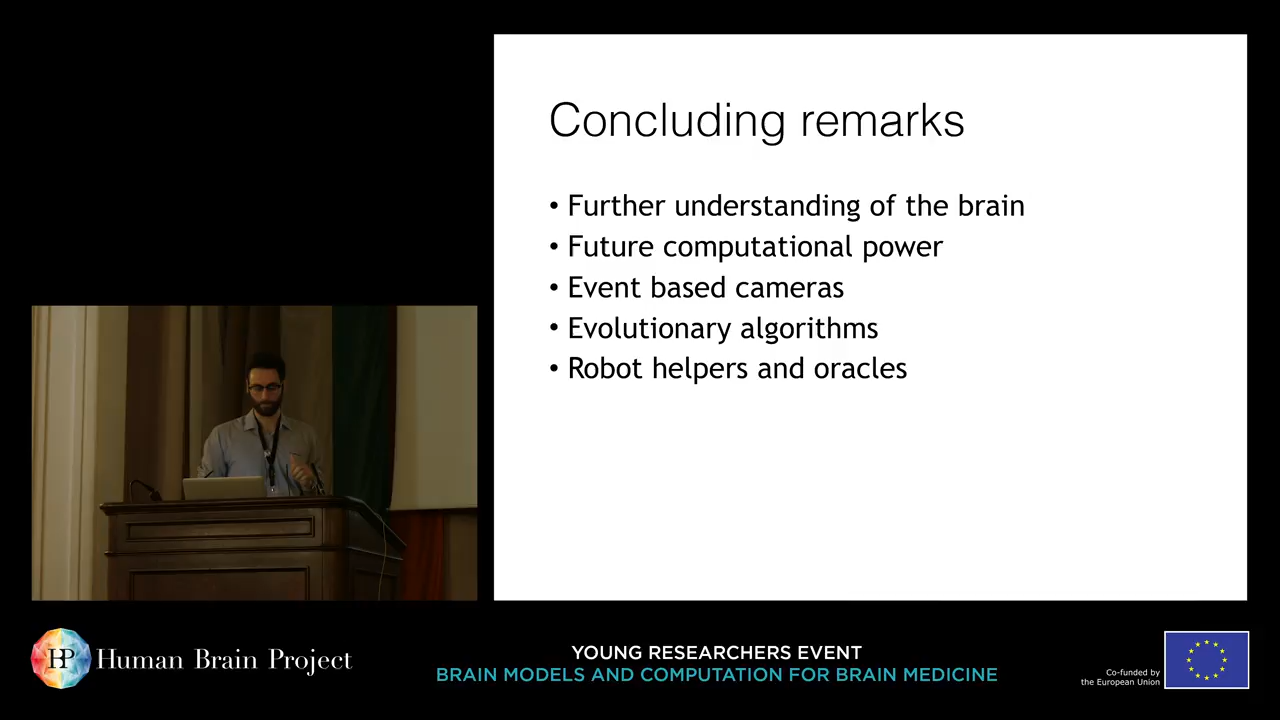 Concluding remarks
• Further understanding of the brain
• Future computational power
• Event based cameras
• Evolutionary algorithms
• Robot helpers and oracles
HP Human Brain Project
YOUNG RESEARCHERS EVENT
BRAIN MODELS AND COMPUTATION FOR BRAIN MEDICINE
Co-funded by
the European Union